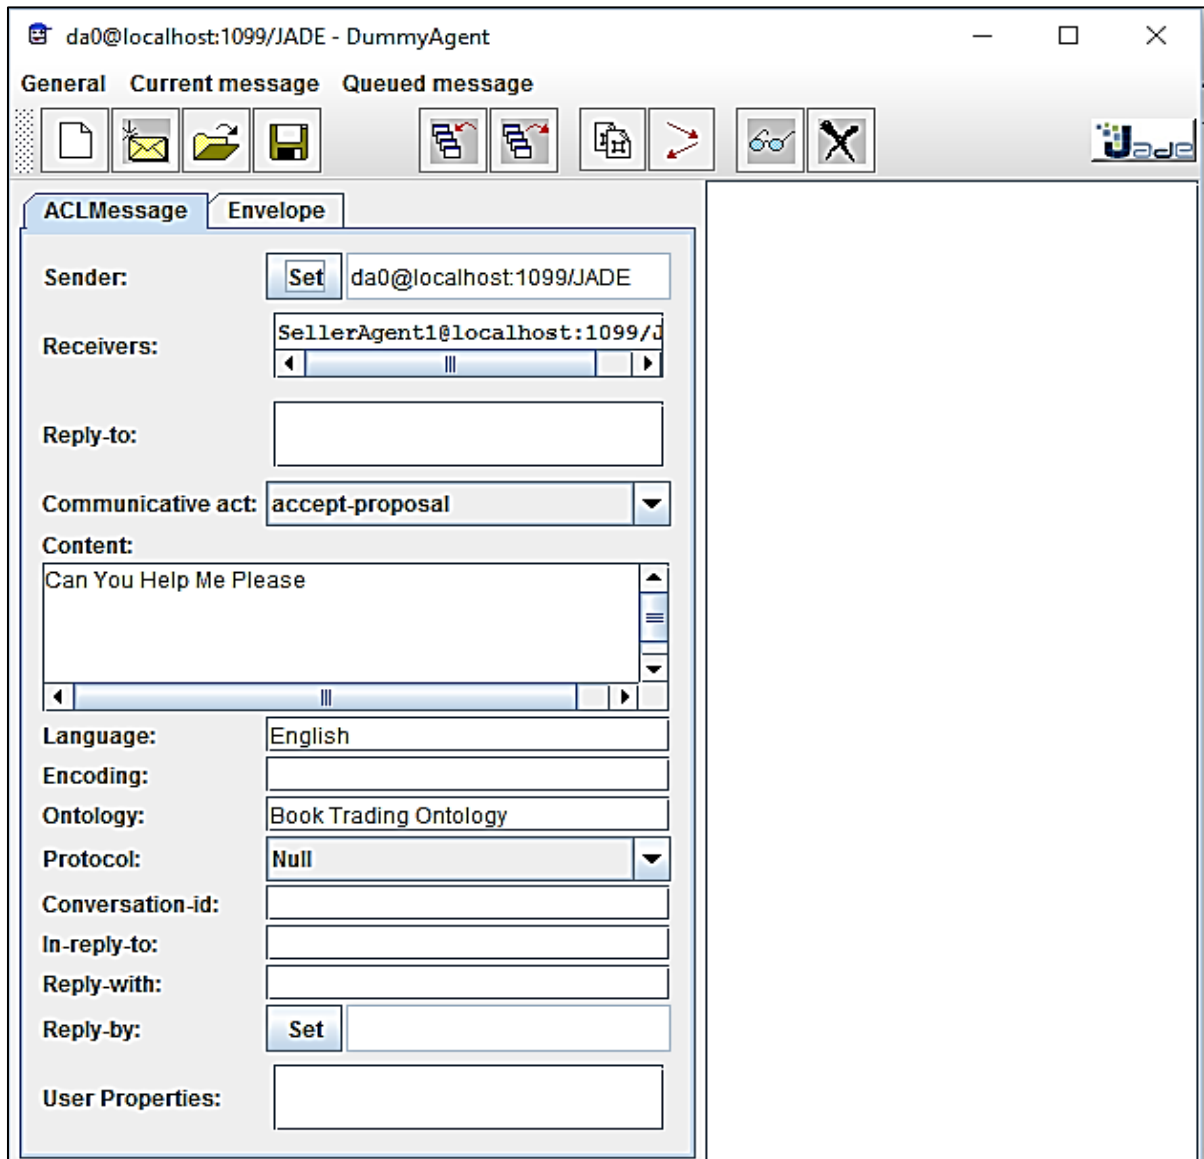 da0@localhost:1099/JADE - DummyAgent
General Current message Queued message
Jade
ACLMessage Envelope
Sender: Set da0@localhost:1099/JADE
Receivers: SellerAgent1@localhost:1099/J
Reply-to:
Communicative act: accept-proposal
Content:
Can You Help Me Please
Language: English
Encoding:
Ontology: Book Trading Ontology
Protocol: Null
Conversation-id:
In-reply-to:
Reply-with:
Reply-by: Set
User Properties: